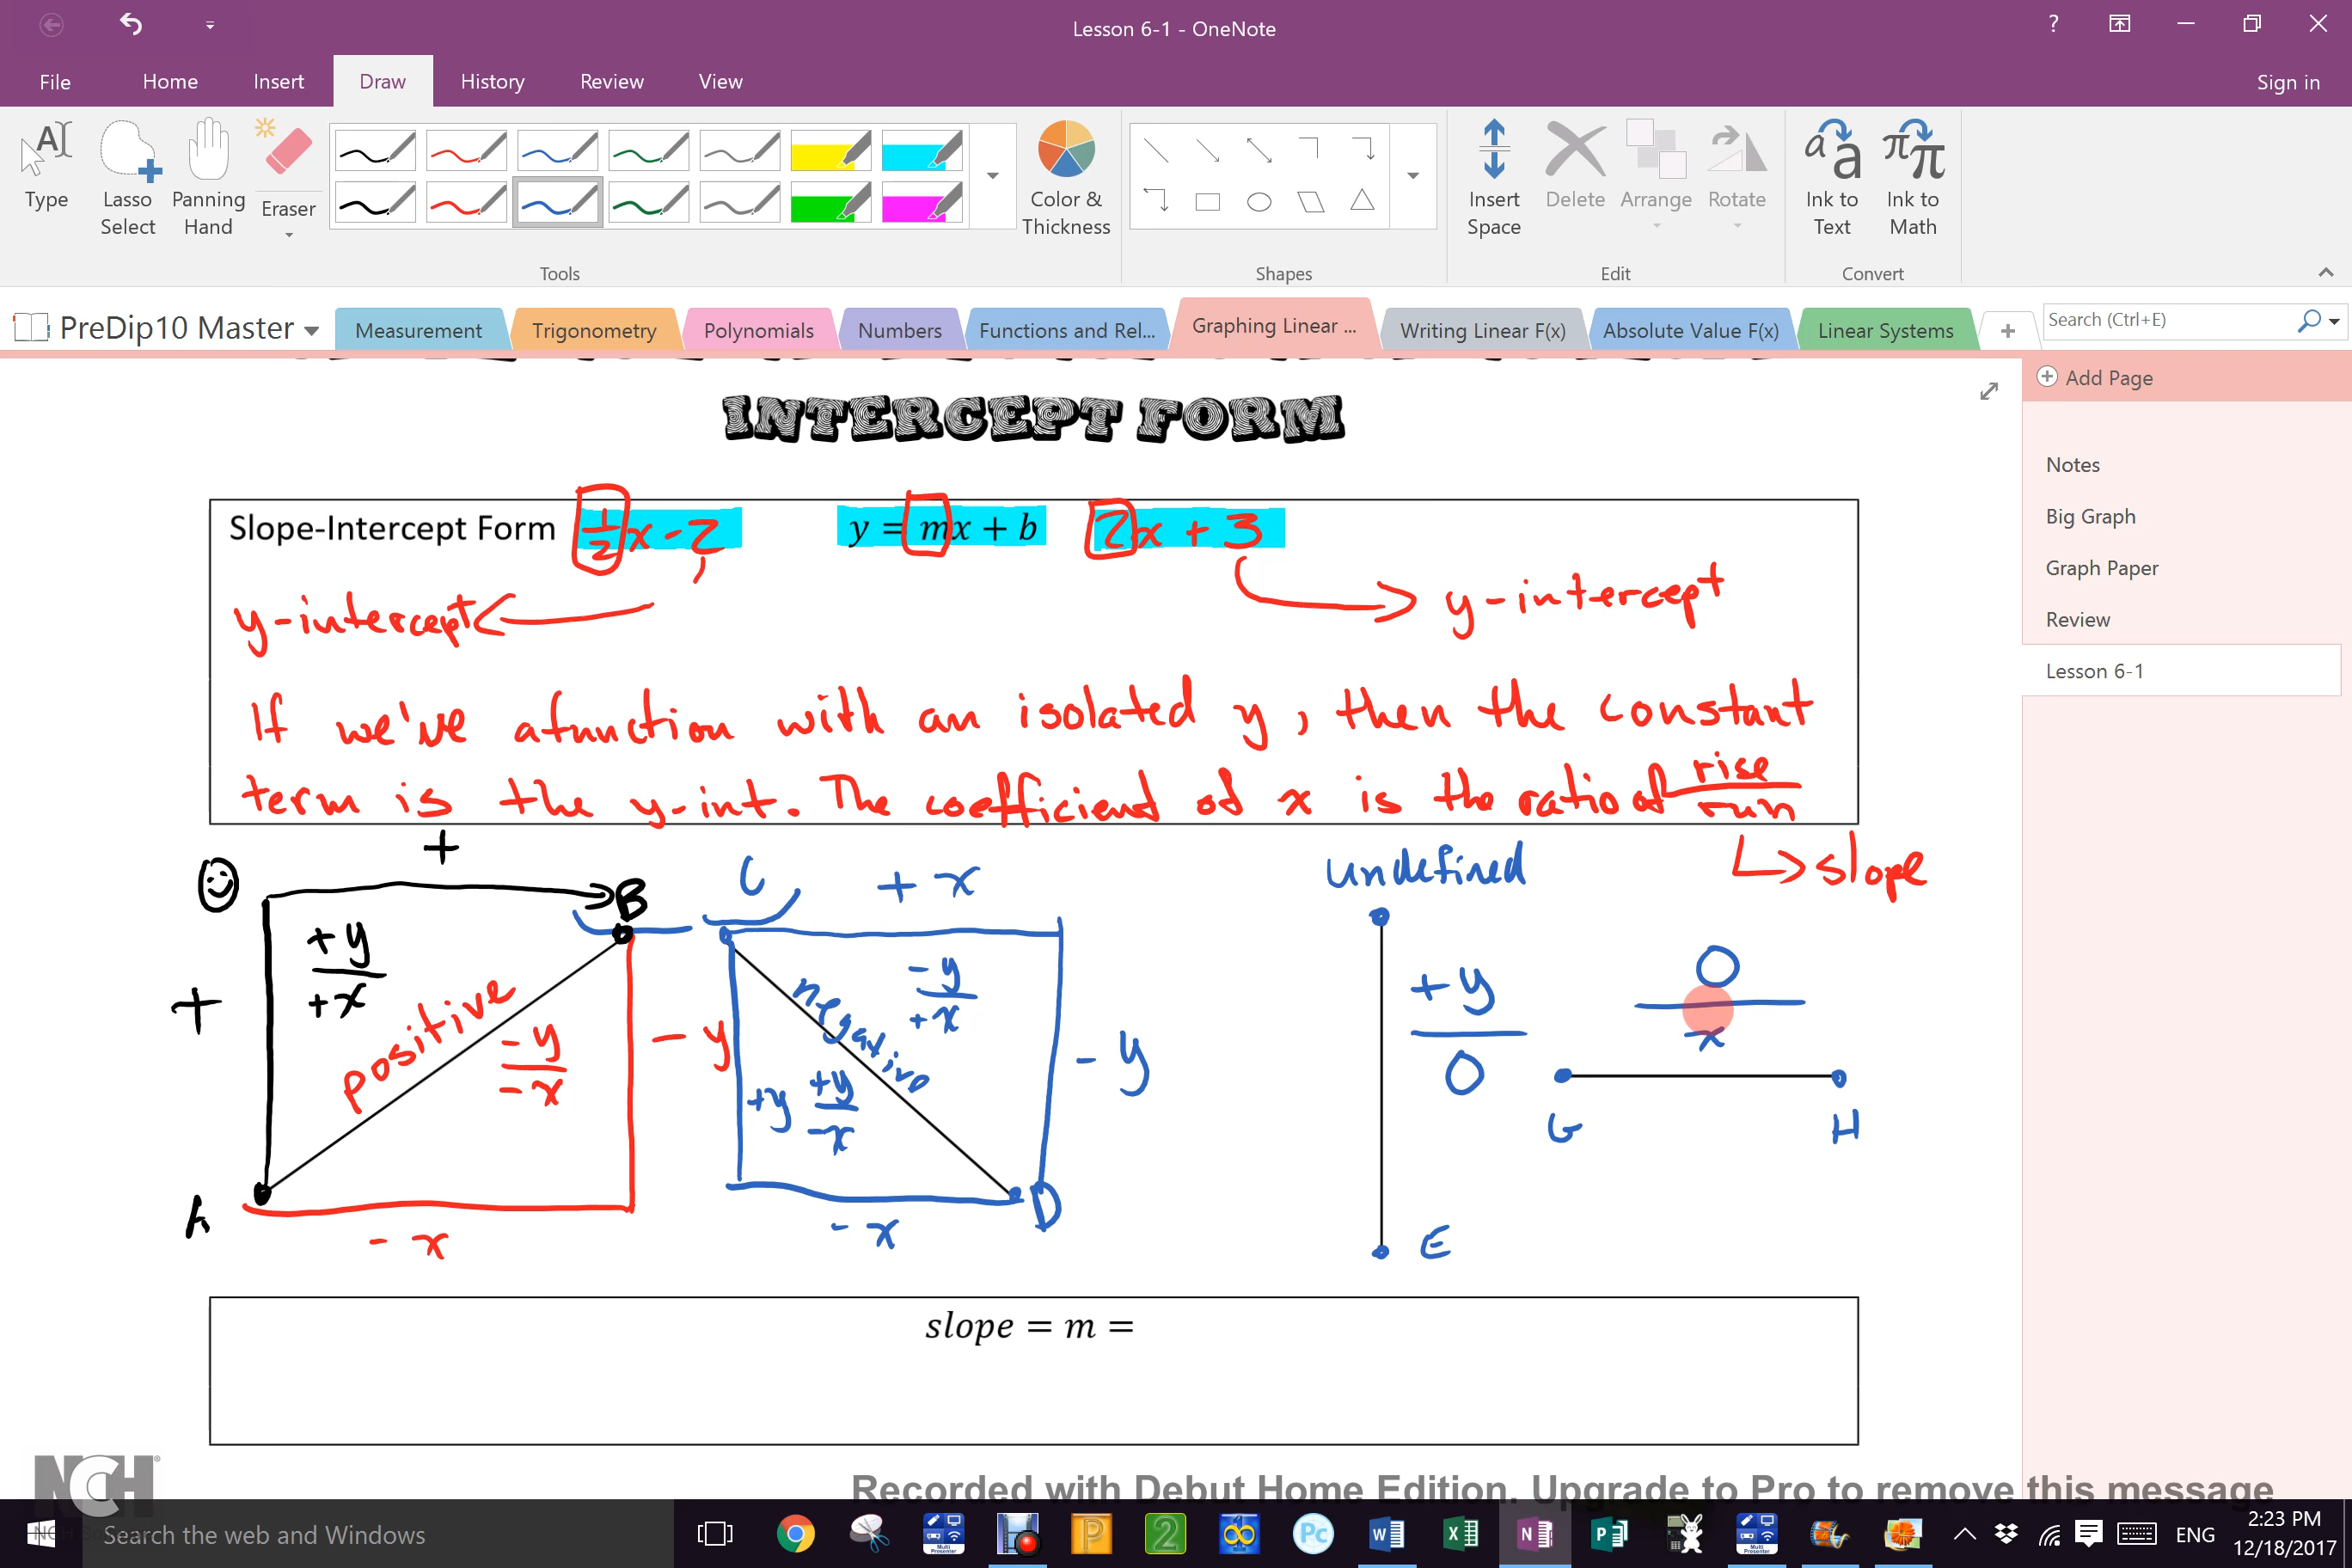 Lesson 6-1 - OneNote
?
File Home Insert Draw History Review View Sign in
Type Lasso Select Panning Hand Eraser Color & Thickness Insert Space Delete Arrange Rotate Ink to Text Ink to Math
Tools Shapes Edit Convert
PreDip10 Master Measurement Trigonometry Polynomials Numbers Functions and Rel... Graphing Linear ... Writing Linear F(x) Absolute Value F(x) Linear Systems + Search (Ctrl+E)
Add Page
Notes
Big Graph
Graph Paper
Review
Lesson 6-1
INTERCEPT FORM
Slope-Intercept Form 1/2 x - 2 y = mx + b 2x + 3
y-intercept y-intercept
If we've a function with an isolated y, then the constant
term is the y-int. The coefficient of x is the ratio of rise/run
slope
+
B
+y/+x
+
positive
-y/-x
- y
A
- x
C + x
-y/+x
negative
- y
+y +y/-x
D
- x
undefined
+y/0
E
0/x
G H
slope = m =
NCH
Recorded with Debut Home Edition. Upgrade to Pro to remove this message
Search the web and Windows
ENG
2:23 PM
12/18/2017